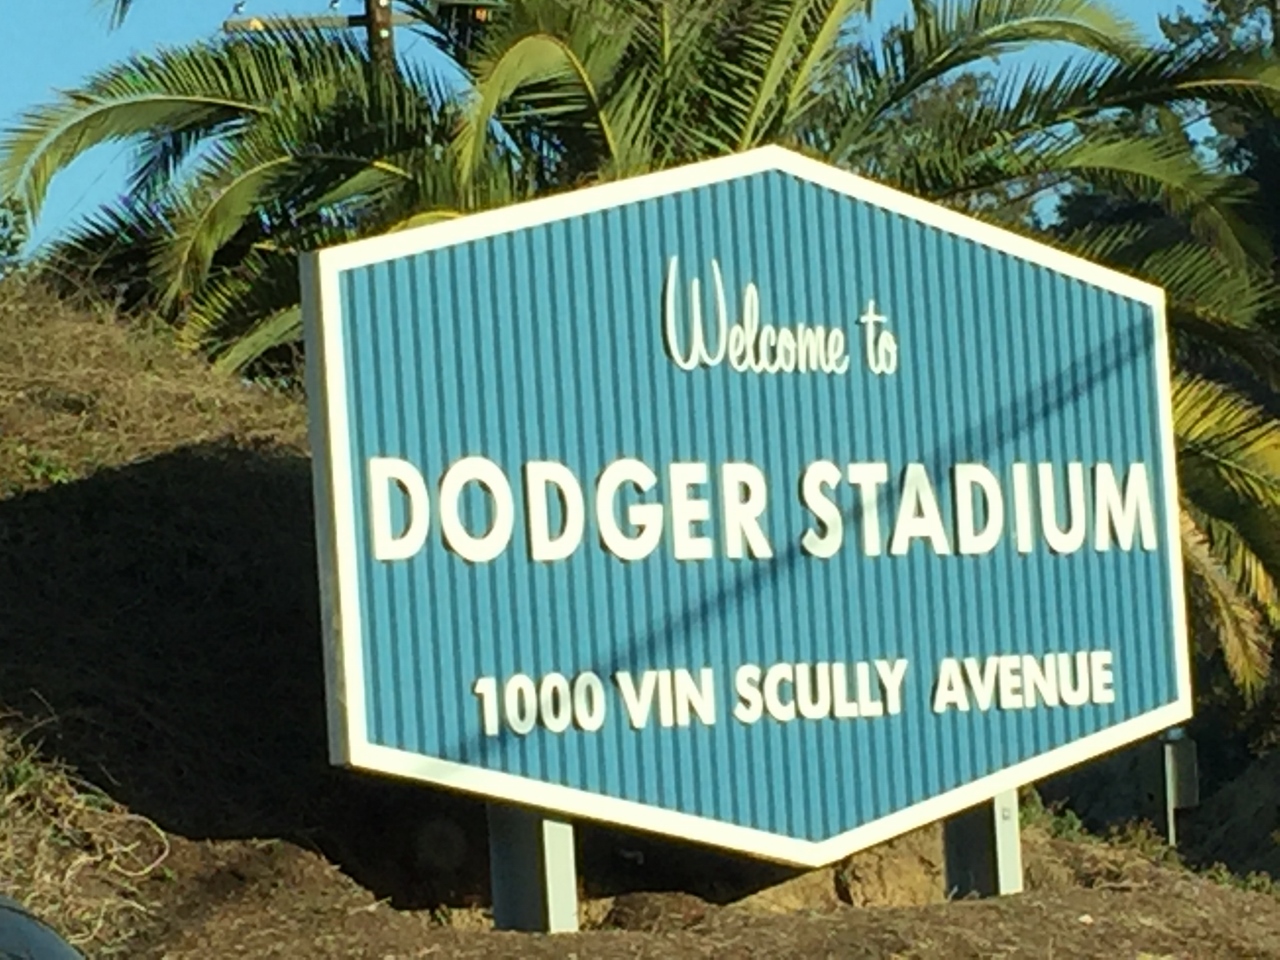 Welcome to
DODGER STADIUM
1000 VIN SCULLY AVENUE